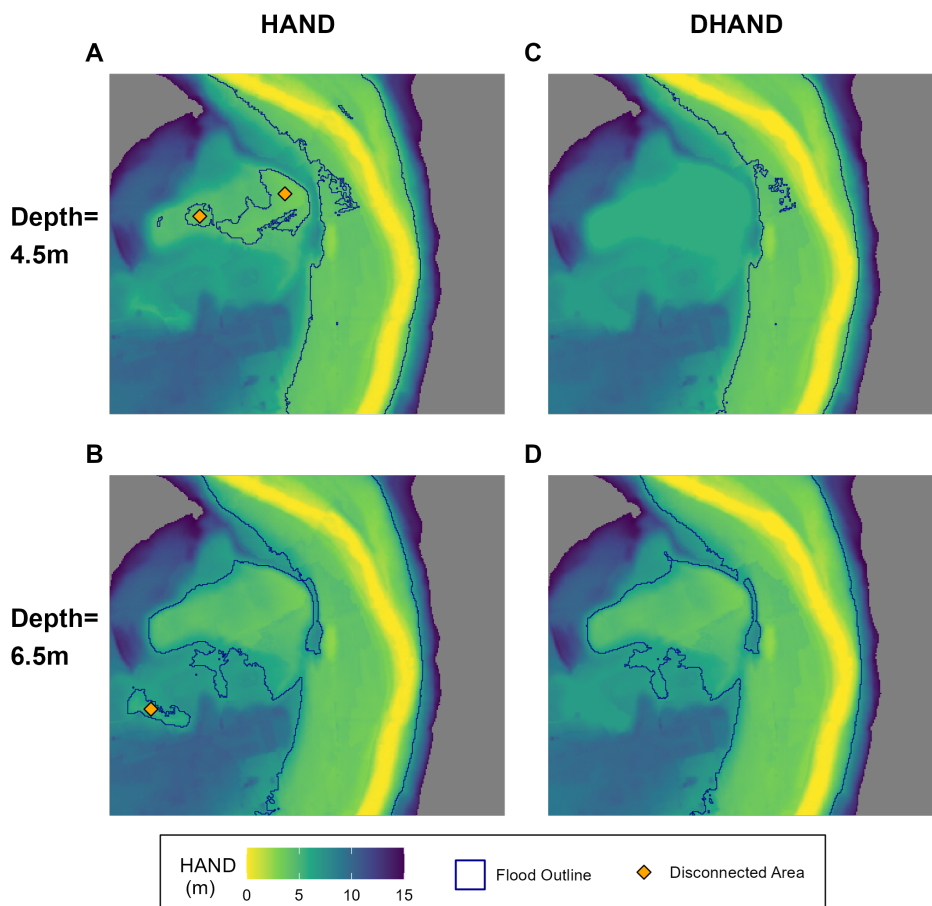 HAND
DHAND
A
C
Depth=
4.5m
B
D
Depth=
6.5m
HAND
(m)
0
5
10
15
Flood Outline
Disconnected Area